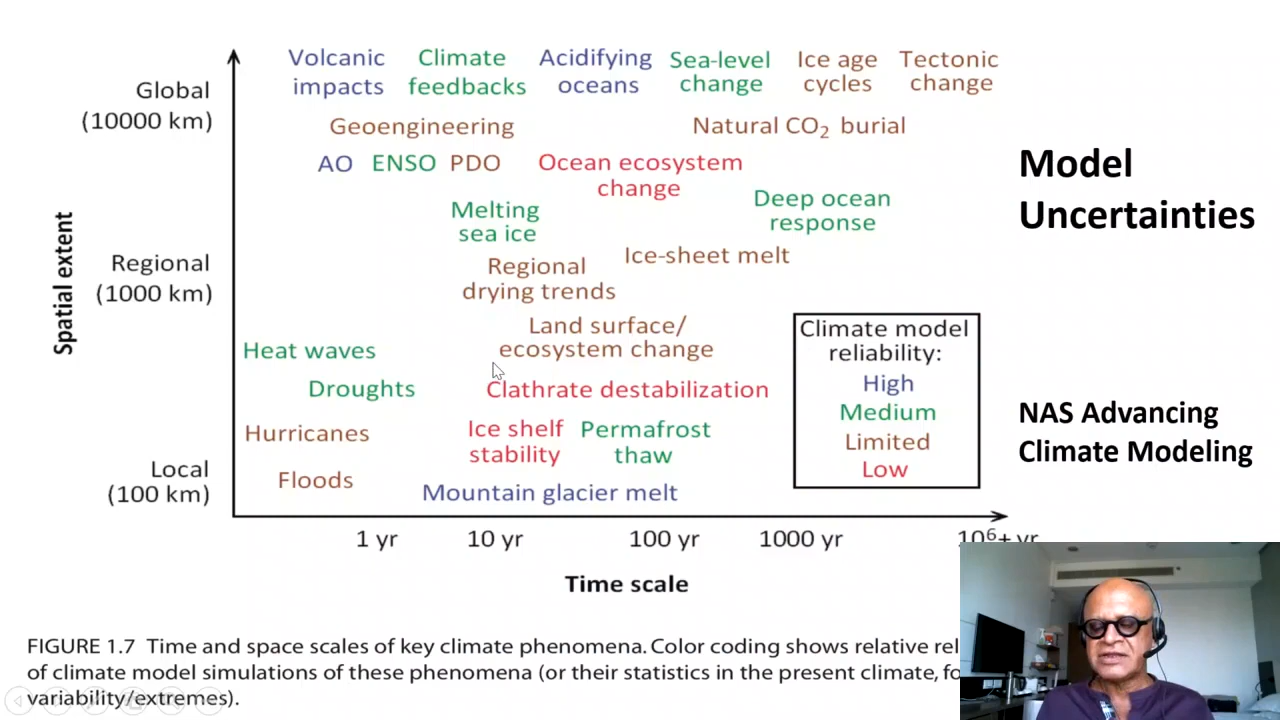 Volcanic impacts
Climate feedbacks
Acidifying oceans
Sea-level change
Ice age cycles
Tectonic change
Global
(10000 km)
Geoengineering
Natural CO₂ burial
AO ENSO PDO
Ocean ecosystem
change
Model
Uncertainties
Melting
sea ice
Deep ocean
response
Spatial extent
Regional
(1000 km)
Regional
drying trends
Ice-sheet melt
Land surface/
ecosystem change
Heat waves
Droughts
Clathrate destabilization
Climate model
reliability:
High
Medium
Limited
Low
NAS Advancing
Climate Modeling
Hurricanes
Ice shelf
stability
Permafrost
thaw
Local
(100 km)
Floods
Mountain glacier melt
1 yr 10 yr 100 yr 1000 yr 10⁶+ yr
Time scale
FIGURE 1.7 Time and space scales of key climate phenomena. Color coding shows relative rel
of climate model simulations of these phenomena (or their statistics in the present climate, fo
variability/extremes).